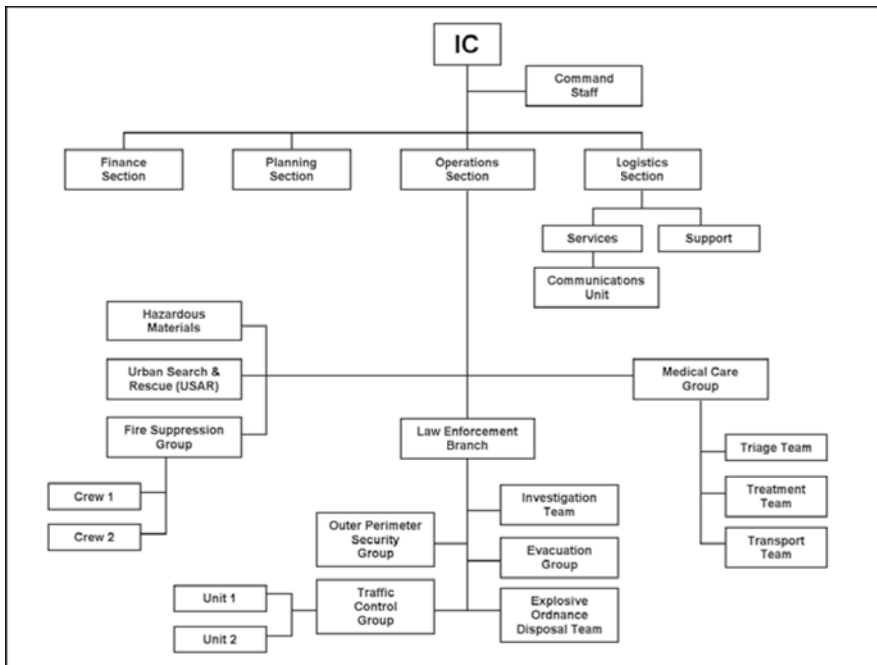 IC
Command
Staff
Finance
Section
Planning
Section
Operations
Section
Logistics
Section
Services
Support
Communications
Unit
Hazardous
Materials
Urban Search &
Rescue (USAR)
Fire Suppression
Group
Crew 1
Crew 2
Law Enforcement
Branch
Outer Perimeter
Security
Group
Traffic
Control
Group
Unit 1
Unit 2
Investigation
Team
Evacuation
Group
Explosive
Ordnance
Disposal Team
Medical Care
Group
Triage Team
Treatment
Team
Transport
Team